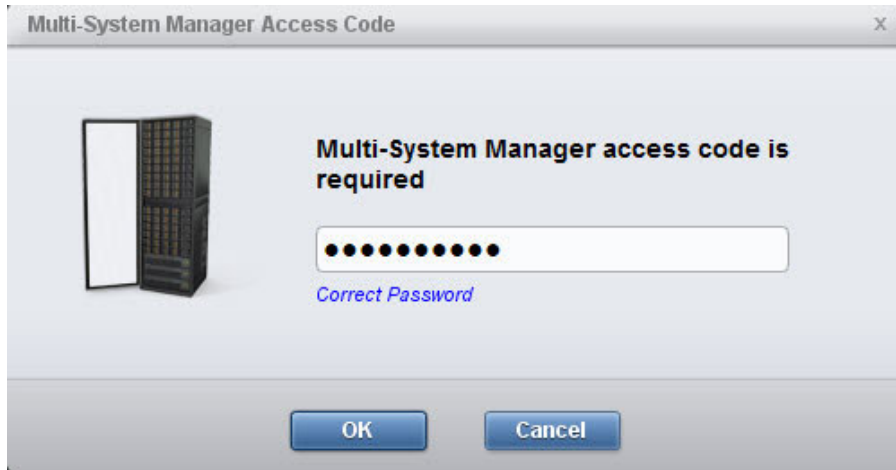 Multi-System Manager Access Code X
Multi-System Manager access code is
required
●●●●●●●●●●
Correct Password
OK Cancel